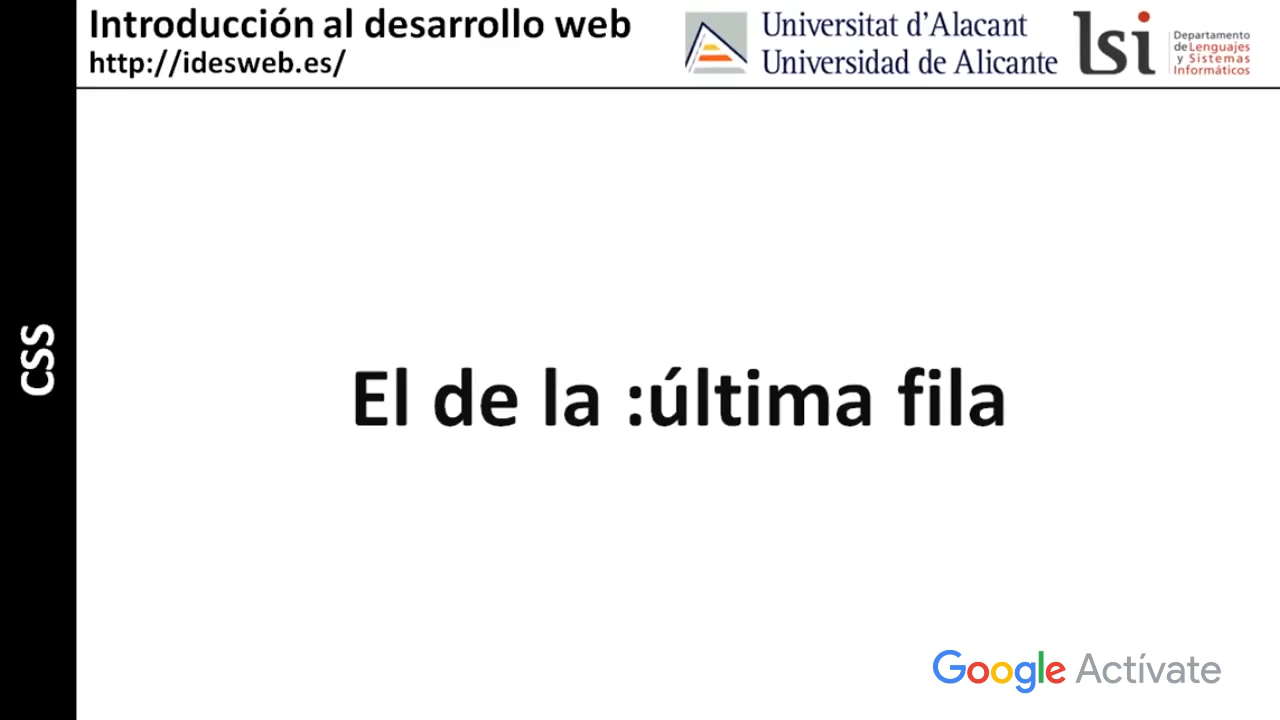 Introducción al desarrollo web
http://idesweb.es/
Universitat d'Alacant
Universidad de Alicante
lsi
Departamento
de Lenguajes
y Sistemas
Informáticos
CSS
El de la :última fila
Google Actívate